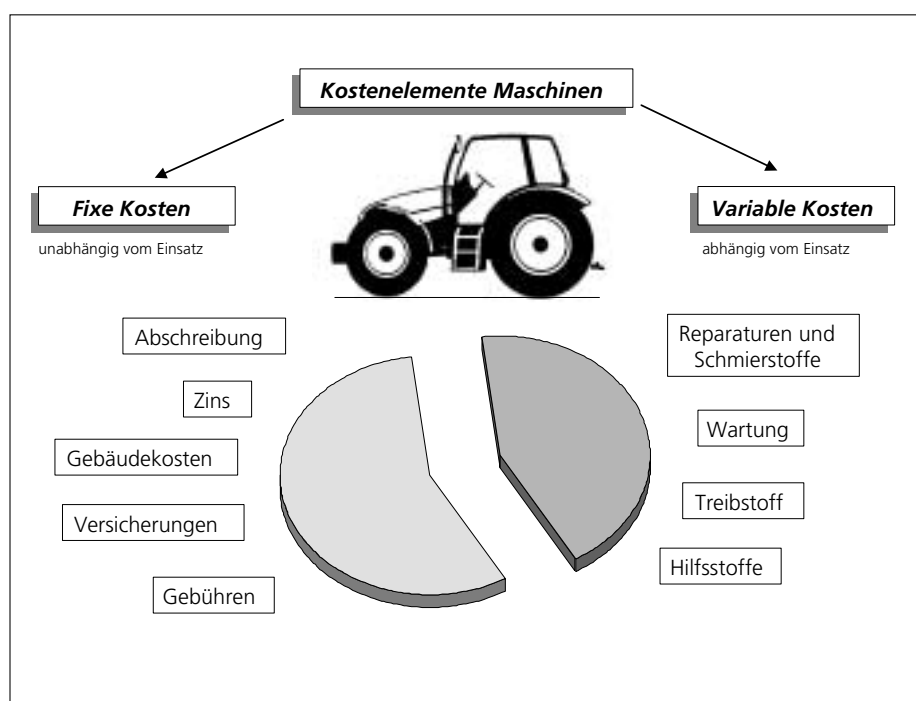 Kostenelemente Maschinen
Fixe Kosten
unabhängig vom Einsatz
Variable Kosten
abhängig vom Einsatz
Abschreibung
Zins
Gebäudekosten
Versicherungen
Gebühren
Reparaturen und
Schmierstoffe
Wartung
Treibstoff
Hilfsstoffe